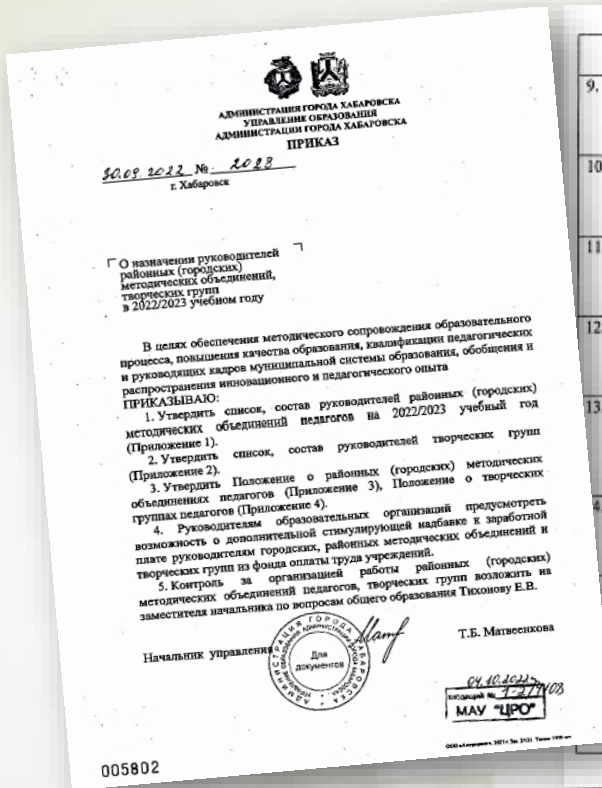 АДМИНИСТРАЦИЯ ГОРОДА ХАБАРОВСКА
УПРАВЛЕНИЕ ОБРАЗОВАНИЯ
АДМИНИСТРАЦИИ ГОРОДА ХАБАРОВСКА
ПРИКАЗ
30.09.2022 № 2028
г. Хабаровск
О назначении руководителей
районных (городских)
методических объединений,
творческих групп
в 2022/2023 учебном году
В целях обеспечения методического сопровождения образовательного
процесса, повышения качества образования, квалификации педагогических
и руководящих кадров муниципальной системы образования, обобщения и
распространения инновационного и педагогического опыта
ПРИКАЗЫВАЮ:
1. Утвердить список, состав руководителей районных (городских)
методических объединений педагогов на 2022/2023 учебный год
(Приложение 1).
2. Утвердить список, состав руководителей творческих групп
(Приложение 2).
3. Утвердить Положение о районных (городских) методических
объединениях педагогов (Приложение 3), Положение о творческих
группах педагогов (Приложение 4).
4. Руководителям образовательных организаций предусмотреть
возможность о дополнительной стимулирующей надбавке к заработной
плате руководителям городских, районных методических объединений и
творческих групп из фонда оплаты труда учреждений.
5. Контроль за организацией работы районных (городских)
методических объединений педагогов, творческих групп возложить на
заместителя начальника по вопросам общего образования Тихонову Е.В.
Начальник управления
Т.Б. Матвеенкова
Для
документов
04.10.2022
МАУ "ЦРО"
005802
9.
10
11
12
13